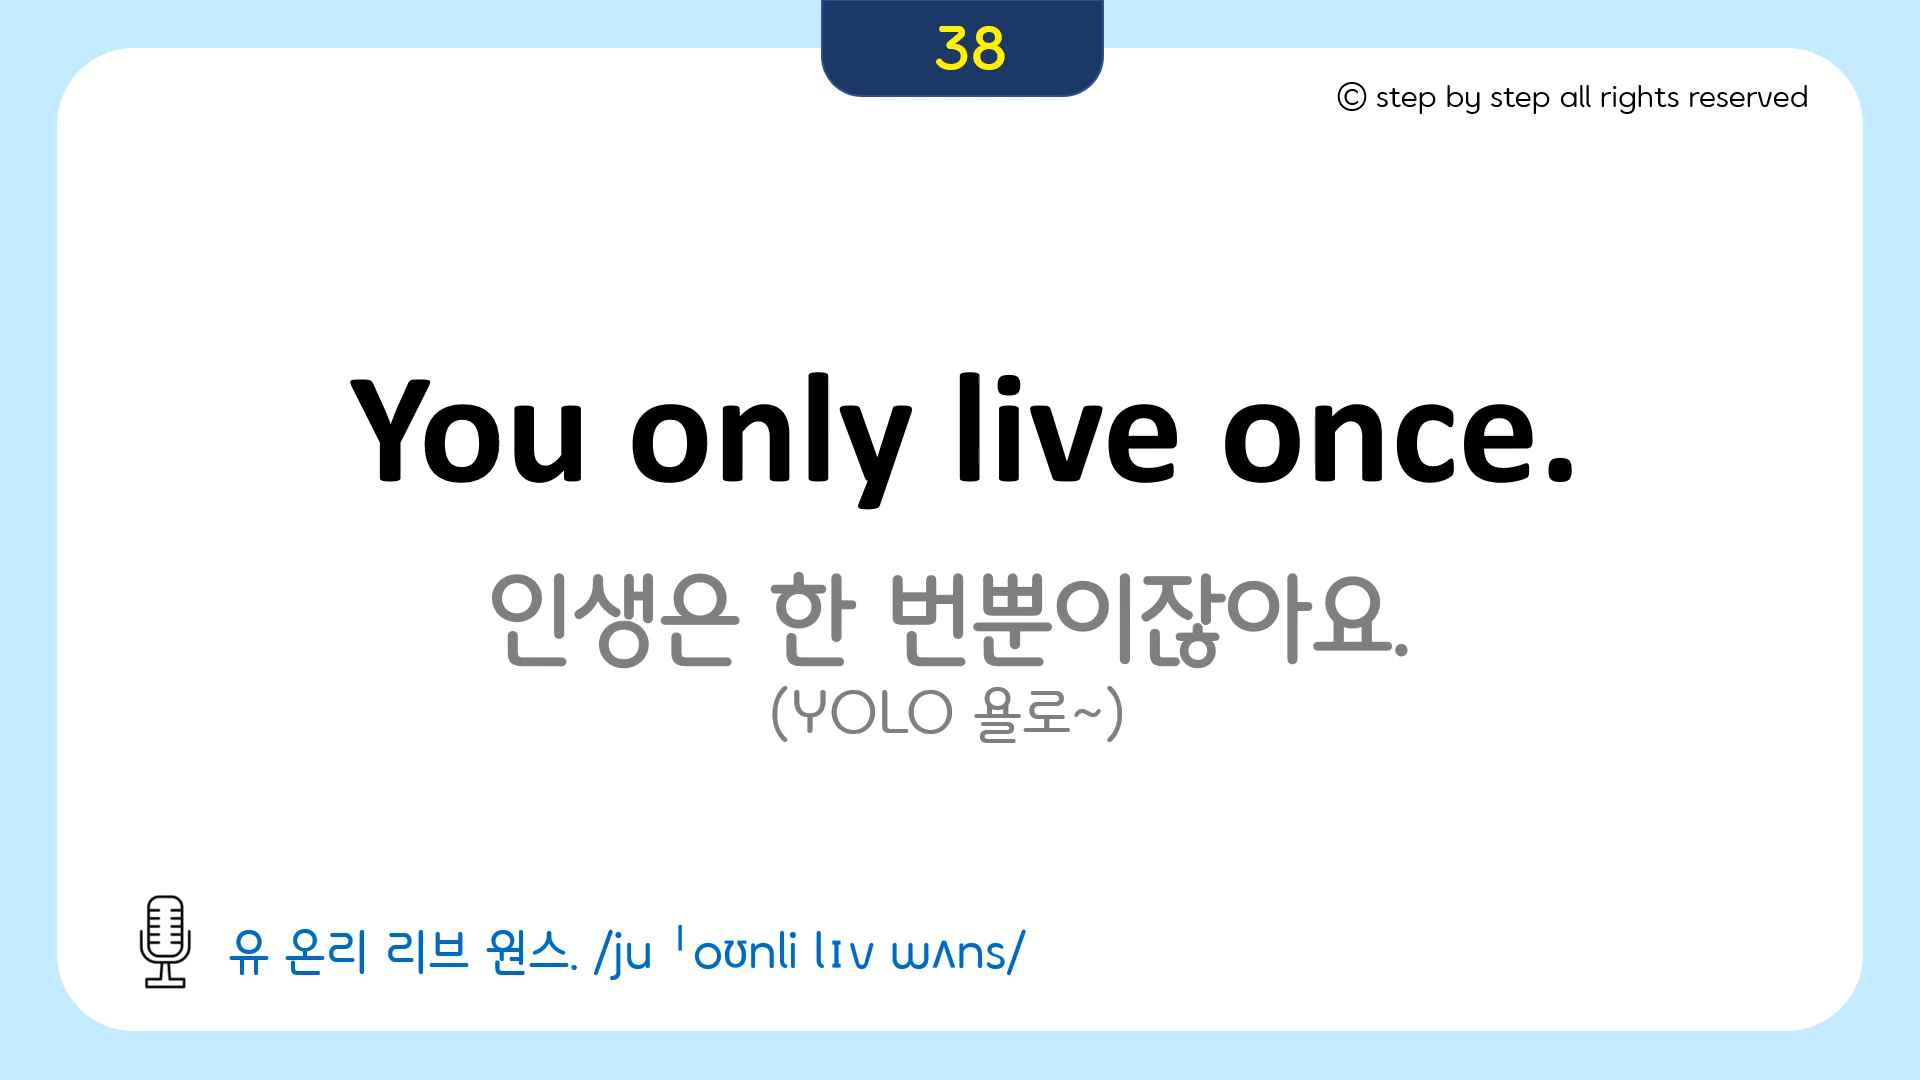 38
© step by step all rights reserved
You only live once.
인생은 한 번뿐이잖아요.
(YOLO 욜로~)
유 온리 리브 원스. /ju ˈoʊnli lɪv wʌns/